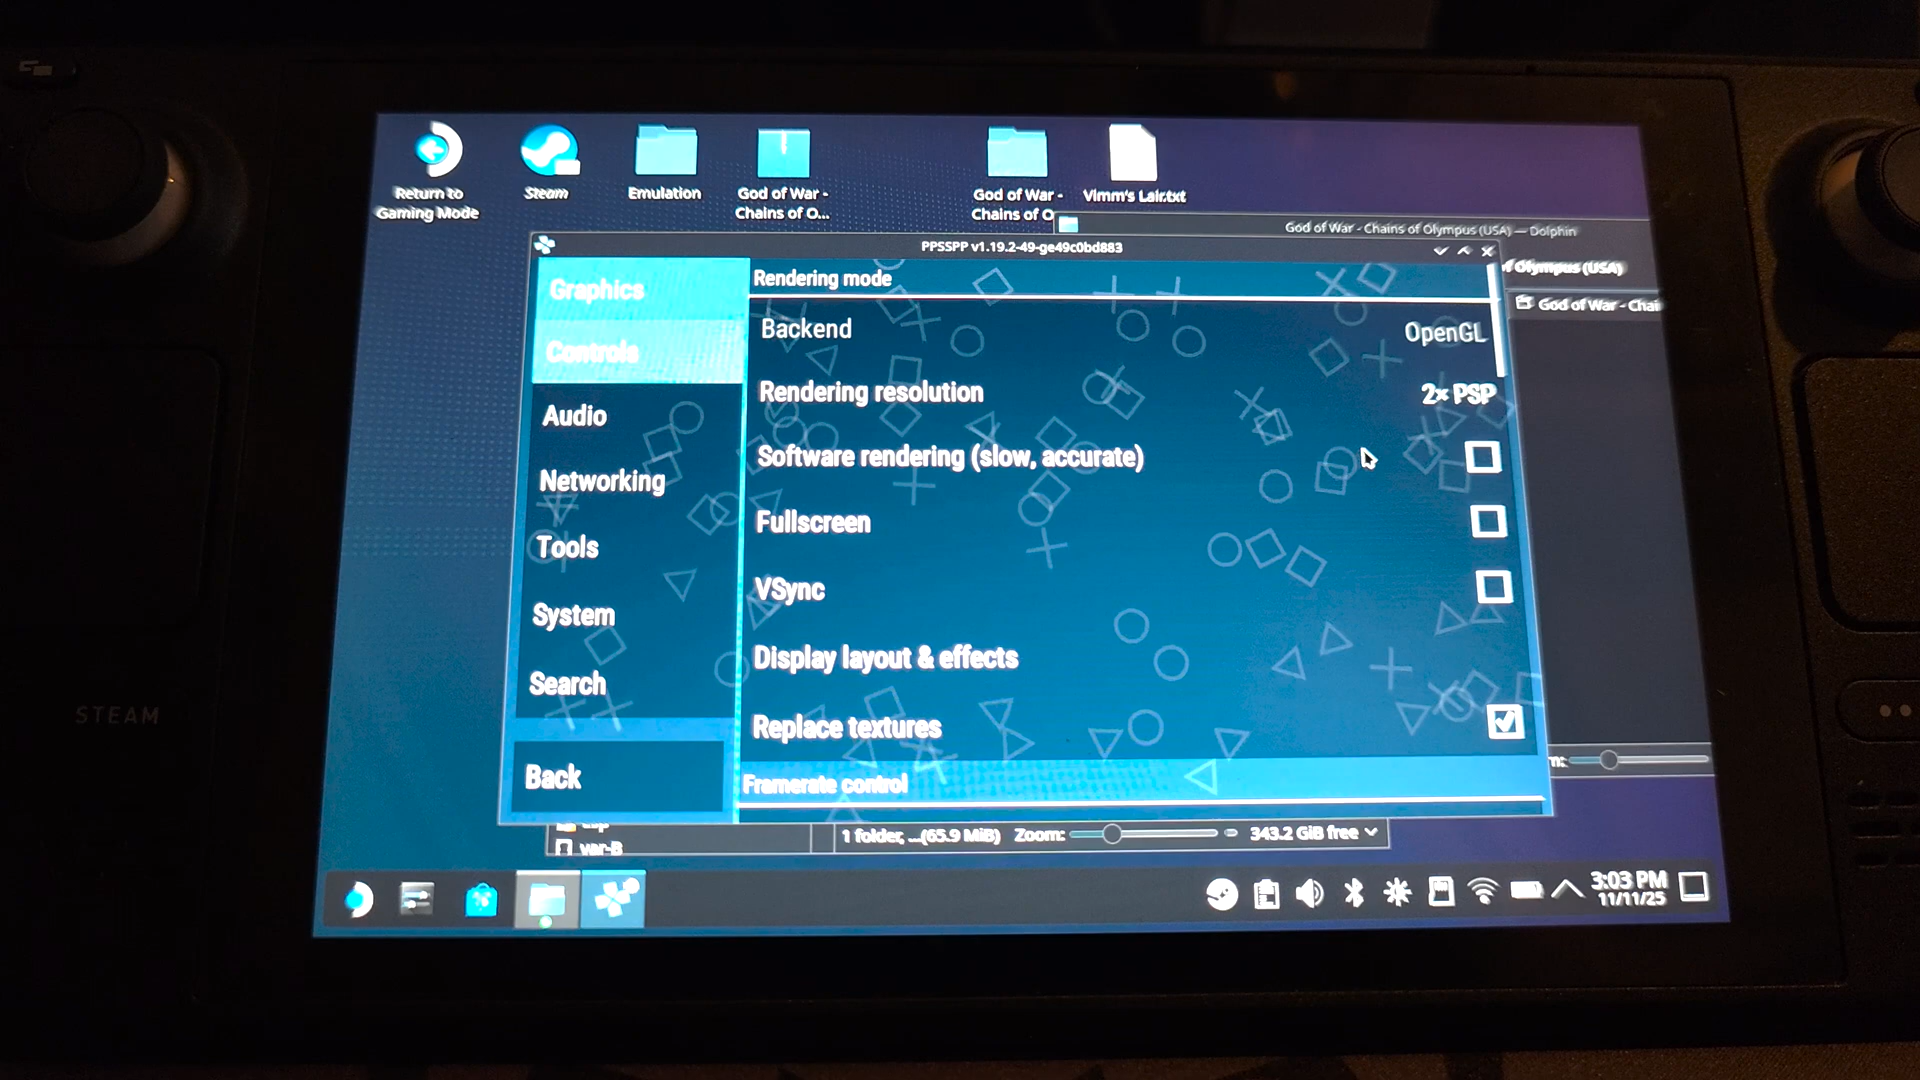 Return to
Gaming Mode
Steam
Emulation
God of War -
Chains of O...
God of War -
Chains of O
Vimm's Lair.txt
God of War - Chains of Olympus (USA) — Dolphin
f Olympus (USA)
God of War - Chai
PPSSPP v1.19.2-49-ge49c0bd883
Graphics
Controls
Audio
Networking
Tools
System
Search
Back
Rendering mode
Backend
OpenGL
Rendering resolution
2× PSP
Software rendering (slow, accurate)
Fullscreen
VSync
Display layout & effects
Replace textures
Framerate control
var-B
1 folder, ...(65.9 MiB)
Zoom:
343.2 GiB free
3:03 PM
11/11/25
STEAM